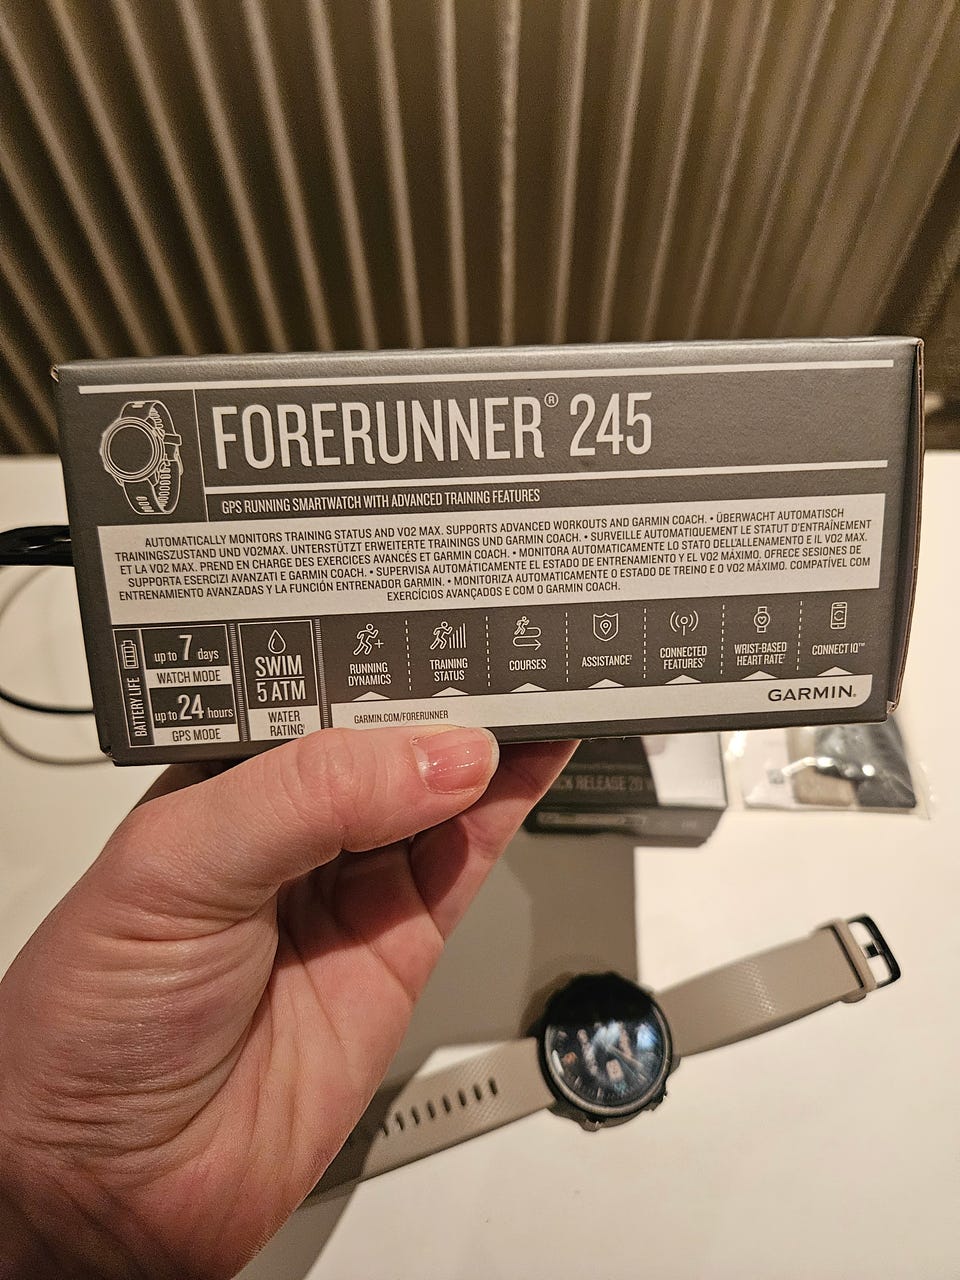 FORERUNNER® 245
GPS RUNNING SMARTWATCH WITH ADVANCED TRAINING FEATURES
AUTOMATICALLY MONITORS TRAINING STATUS AND VO2 MAX. SUPPORTS ADVANCED WORKOUTS AND GARMIN COACH. • ÜBERWACHT AUTOMATISCH
TRAININGSZUSTAND UND VO2MAX. UNTERSTÜTZT ERWEITERTE TRAININGS UND GARMIN COACH. • SURVEILLE AUTOMATIQUEMENT LE STATUT D'ENTRAÎNEMENT
ET LA VO2 MAX. PREND EN CHARGE DES EXERCICES AVANCÉS ET GARMIN COACH. • MONITORA AUTOMATICAMENTE LO STATO DELL'ALLENAMENTO E IL VO2 MAX.
SUPPORTA ESERCIZI AVANZATI E GARMIN COACH. • SUPERVISA AUTOMÁTICAMENTE EL ESTADO DE ENTRENAMIENTO Y EL VO2 MÁXIMO. OFRECE SESIONES DE
ENTRENAMIENTO AVANZADAS Y LA FUNCIÓN ENTRENADOR GARMIN. • MONITORIZA AUTOMATICAMENTE O ESTADO DE TREINO E O VO2 MÁXIMO. COMPATÍVEL COM
EXERCÍCIOS AVANÇADOS E COM O GARMIN COACH.
BATTERY LIFE
up to 7 days
WATCH MODE
up to 24 hours
GPS MODE
SWIM
5 ATM
WATER
RATING
RUNNING
DYNAMICS
TRAINING
STATUS
COURSES
ASSISTANCE
CONNECTED
FEATURES
WRIST-BASED
HEART RATE
CONNECT IQ™
GARMIN.COM/FORERUNNER
GARMIN®
RELEASE 20